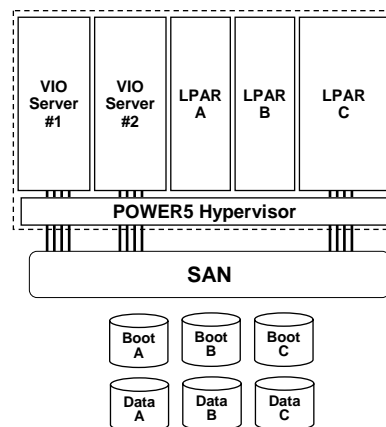 VIO
Server
#1
VIO
Server
#2
LPAR
A
LPAR
B
LPAR
C
POWER5 Hypervisor
SAN
Boot
A
Boot
B
Boot
C
Data
A
Data
B
Data
C